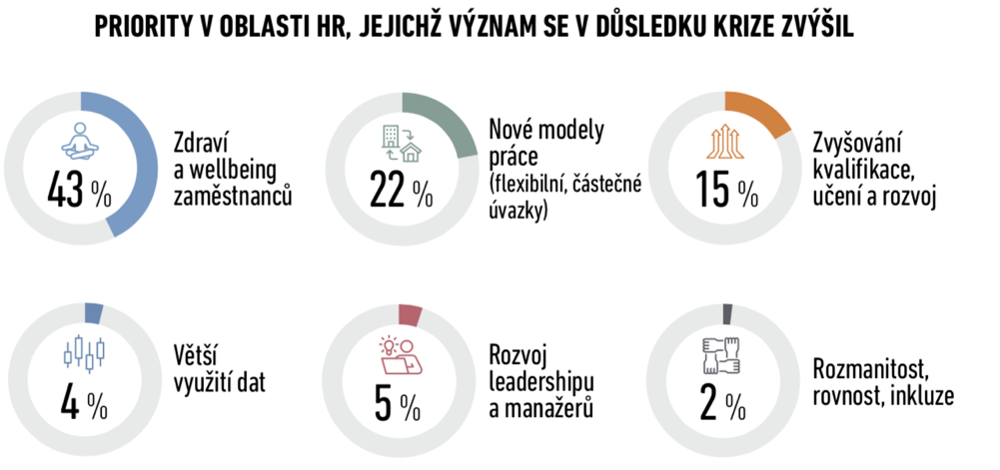 PRIORITY V OBLASTI HR, JEJICHŽ VÝZNAM SE V DŮSLEDKU KRIZE ZVÝŠIL
43 %
Zdraví
a wellbeing
zaměstnanců
22 %
Nové modely
práce
(flexibilní, částečné
úvazky)
15 %
Zvyšování
kvalifikace,
učení a rozvoj
4 %
Větší
využití dat
5 %
Rozvoj
leadershipu
a manažerů
2 %
Rozmanitost,
rovnost, inkluze